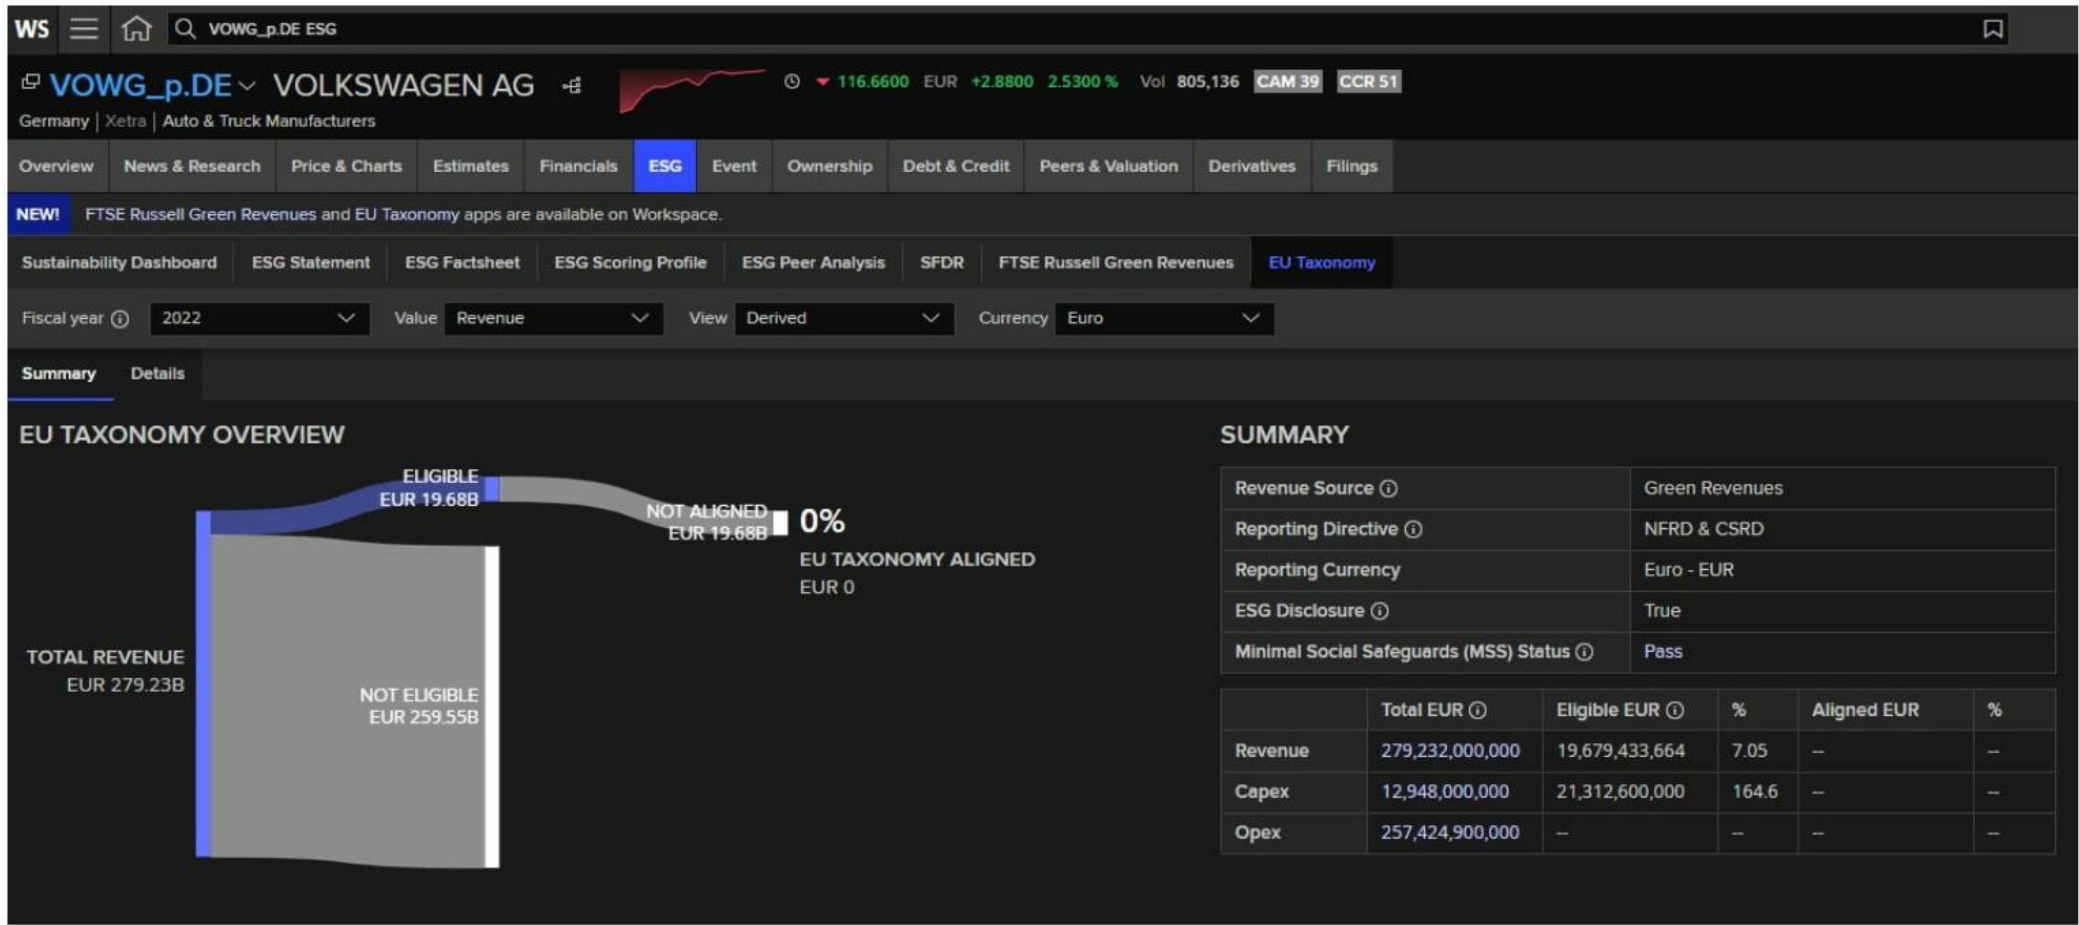 WS VOWG_p.DE ESG
VOWG_p.DE VOLKSWAGEN AG 116.6600 EUR +2.8800 2.5300 % Vol 805,136 CAM 39 CCR 51
Germany | Xetra | Auto & Truck Manufacturers
Overview News & Research Price & Charts Estimates Financials ESG Event Ownership Debt & Credit Peers & Valuation Derivatives Filings
NEW! FTSE Russell Green Revenues and EU Taxonomy apps are available on Workspace.
Sustainability Dashboard ESG Statement ESG Factsheet ESG Scoring Profile ESG Peer Analysis SFDR FTSE Russell Green Revenues EU Taxonomy
Fiscal year 2022 Value Revenue View Derived Currency Euro
Summary Details
EU TAXONOMY OVERVIEW
ELIGIBLE
EUR 19.68B
NOT ALIGNED
EUR 19.68B
0%
EU TAXONOMY ALIGNED
EUR 0
TOTAL REVENUE
EUR 279.23B
NOT ELIGIBLE
EUR 259.55B
SUMMARY
Revenue Source Green Revenues
Reporting Directive NFRD & CSRD
Reporting Currency Euro - EUR
ESG Disclosure True
Minimal Social Safeguards (MSS) Status Pass
Total EUR Eligible EUR % Aligned EUR %
Revenue 279,232,000,000 19,679,433,664 7.05 -- --
Capex 12,948,000,000 21,312,600,000 164.6 -- --
Opex 257,424,900,000 -- -- -- --